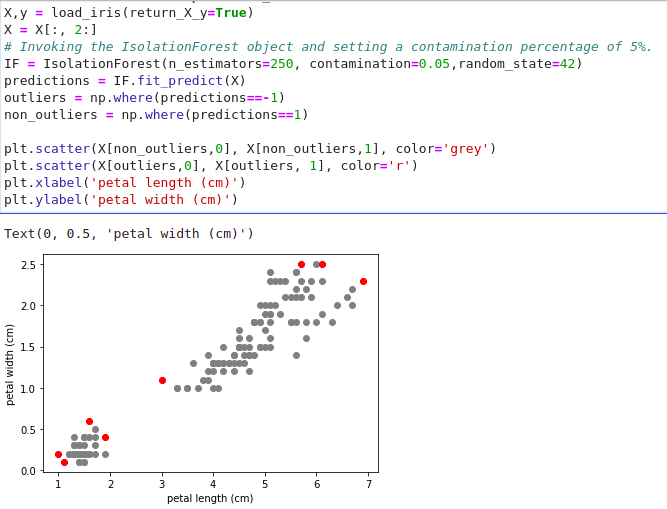 X,y = load_iris(return_X_y=True)
X = X[:, 2:]
# Invoking the IsolationForest object and setting a contamination percentage of 5%.
IF = IsolationForest(n_estimators=250, contamination=0.05,random_state=42)
predictions = IF.fit_predict(X)
outliers = np.where(predictions==-1)
non_outliers = np.where(predictions==1)
plt.scatter(X[non_outliers,0], X[non_outliers,1], color='grey')
plt.scatter(X[outliers,0], X[outliers, 1], color='r')
plt.xlabel('petal length (cm)')
plt.ylabel('petal width (cm)')
Text(0, 0.5, 'petal width (cm)')
2.5
2.0
1.5
1.0
0.5
0.0
petal width (cm)
1 2 3 4 5 6 7
petal length (cm)